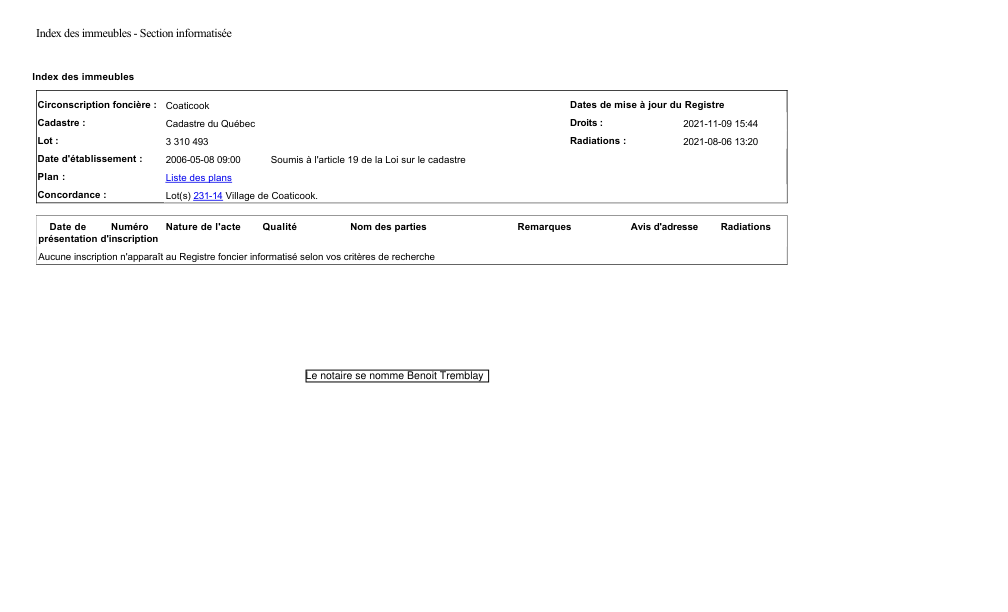 Index des immeubles - Section informatisée
Index des immeubles
Circonscription foncière : Coaticook Dates de mise à jour du Registre
Cadastre : Cadastre du Québec Droits : 2021-11-09 15:44
Lot : 3 310 493 Radiations : 2021-08-06 13:20
Date d'établissement : 2006-05-08 09:00 Soumis à l'article 19 de la Loi sur le cadastre
Plan : Liste des plans
Concordance : Lot(s) 231-14 Village de Coaticook.
Date de Numéro Nature de l'acte Qualité Nom des parties Remarques Avis d'adresse Radiations
présentation d'inscription
Aucune inscription n'apparaît au Registre foncier informatisé selon vos critères de recherche
Le notaire se nomme Benoit Tremblay